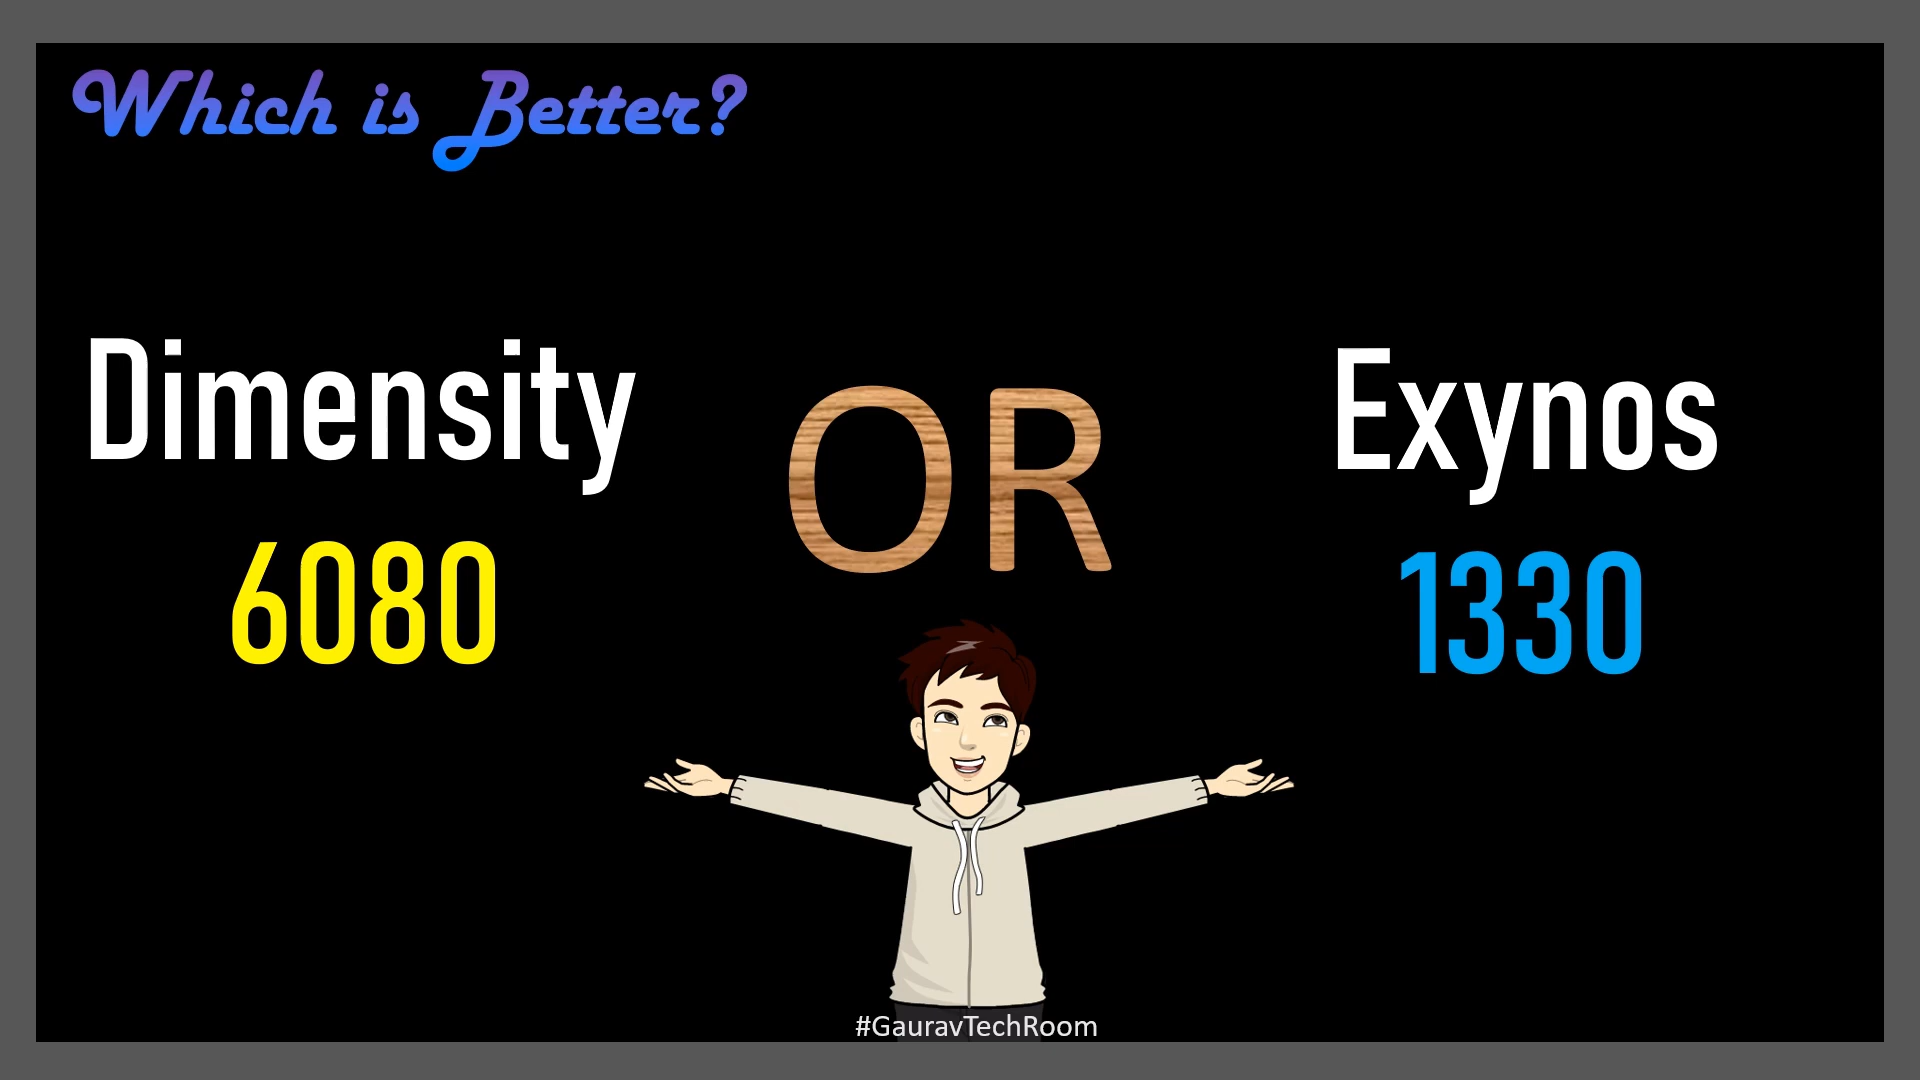 Which is Better?
Dimensity
6080
OR
Exynos
1330
#GauravTechRoom